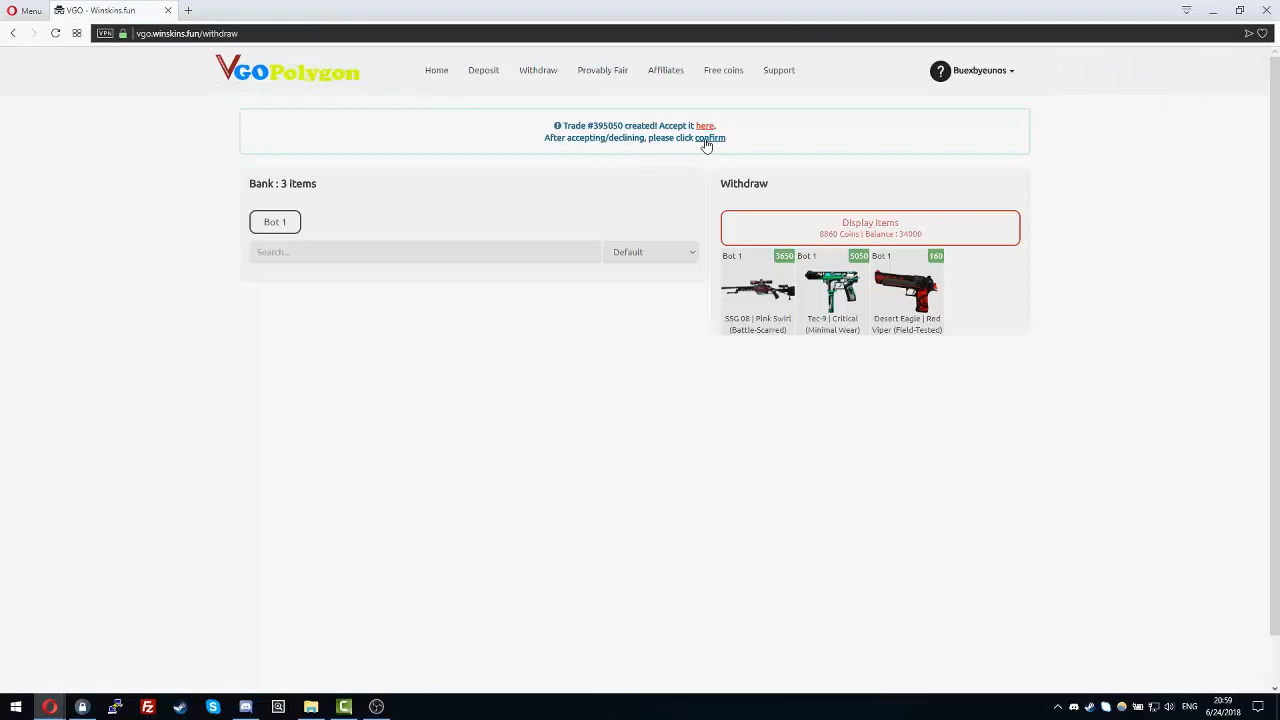 Menu
VGO - Winskins.fun
VPN
vgo.winskins.fun/withdraw
VGOPolygon
Home
Deposit
Withdraw
Provably Fair
Affiliates
Free coins
Support
?
Buexbyeunos
Trade #395050 created! Accept it here.
After accepting/declining, please click confirm
Bank : 3 items
Bot 1
Search...
Default
Withdraw
Display items
8860 Coins | Balance : 34000
Bot 1 3650
Bot 1 5050
Bot 1 160
SSG 08 | Pink Swirl
(Battle-Scarred)
Tec-9 | Critical
(Minimal Wear)
Desert Eagle | Red
Viper (Field-Tested)
ENG
20:59
6/24/2018